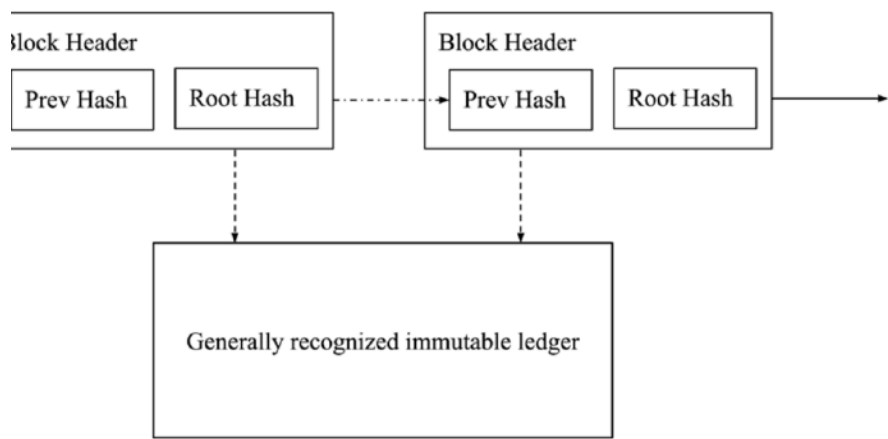 Block Header
Block Header
Prev Hash
Root Hash
Prev Hash
Root Hash
Generally recognized immutable ledger